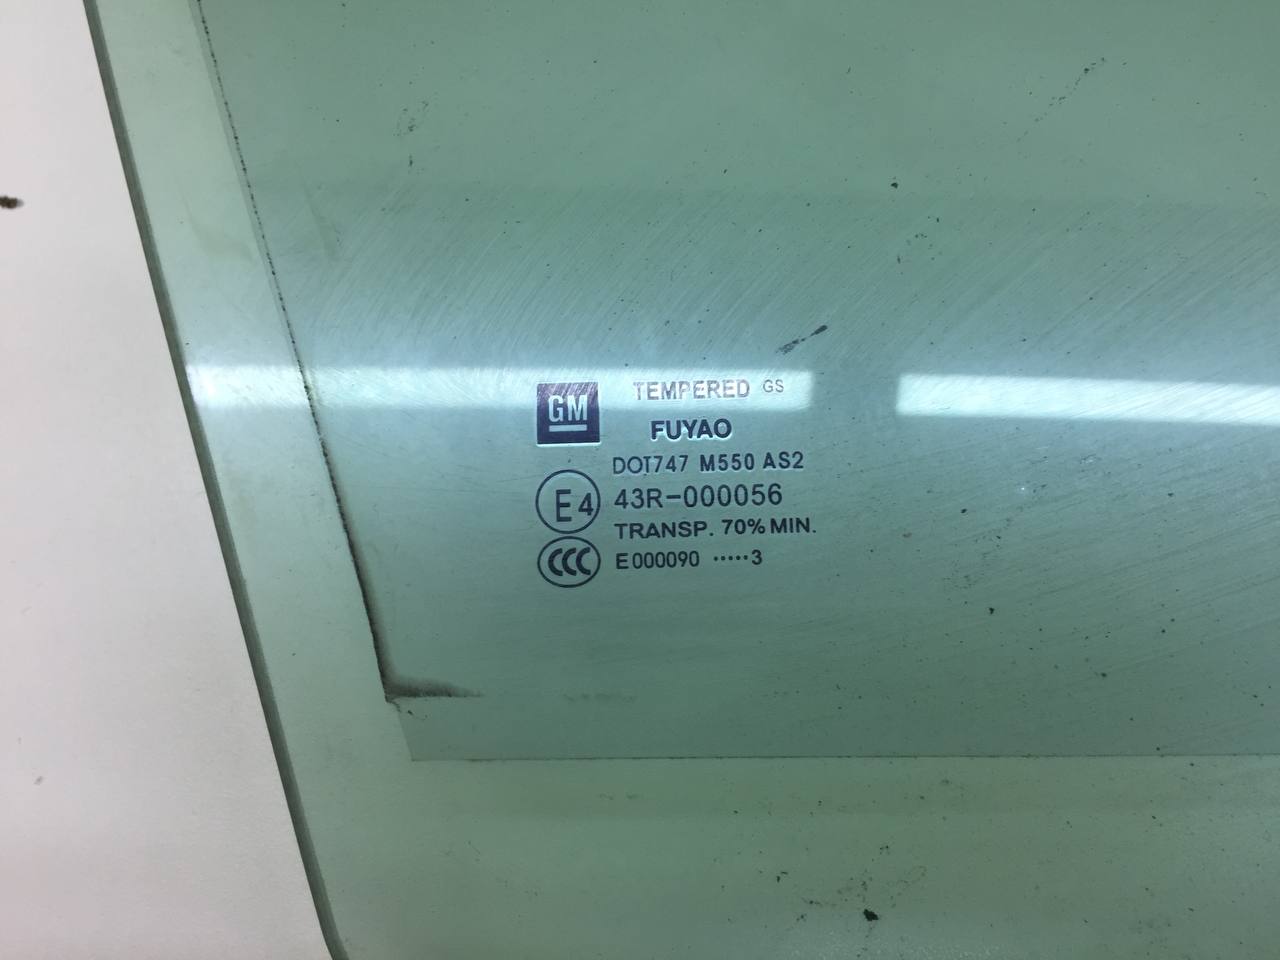 GM
TEMPERED GS
FUYAO
DOT747 M550 AS2
E4 43R-000056
TRANSP. 70% MIN.
CCC E000090 ·····3